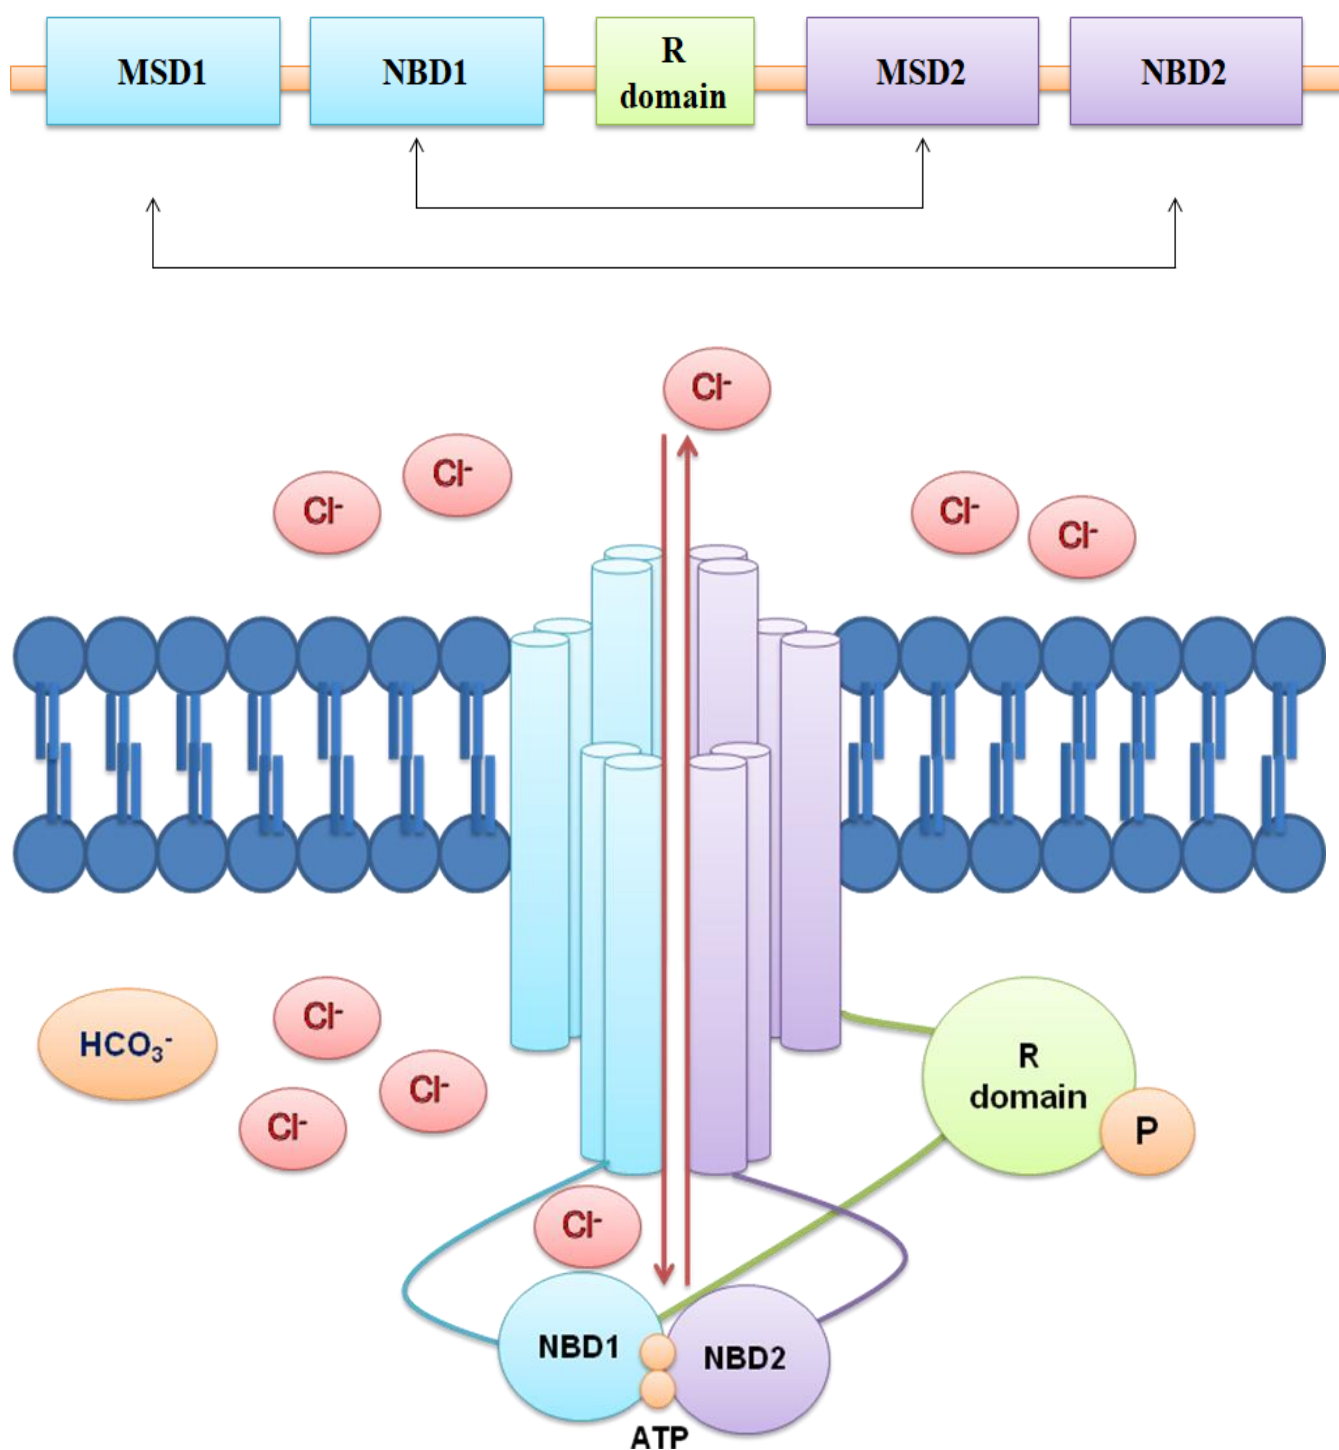 MSD1
NBD1
R
domain
MSD2
NBD2
Cl-
Cl-
Cl-
Cl-
Cl-
HCO₃⁻
Cl-
Cl-
Cl-
R
domain
P
Cl-
NBD1
NBD2
ATP